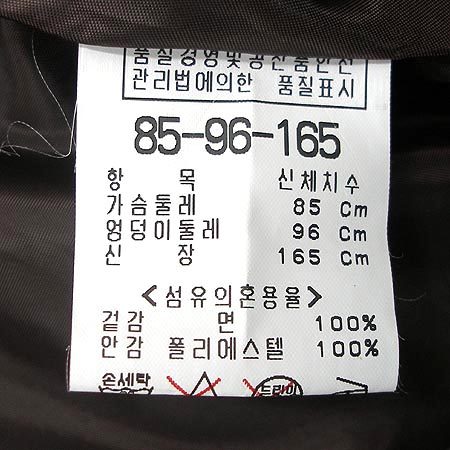 품질경영및공산품안전
관리법에의한 품질표시
85-96-165
항 목 신체치수
가슴둘레 85 Cm
엉덩이둘레 96 Cm
신 장 165 Cm
<섬유의혼용율>
겉감 면 100%
안감 폴리에스텔 100%
손세탁 드라이